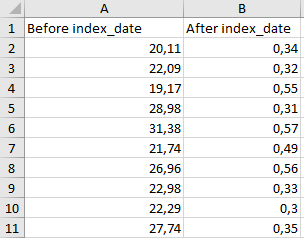 A B
1 Before index_date After index_date
2 20,11 0,34
3 22,09 0,32
4 19,17 0,55
5 28,98 0,31
6 31,38 0,57
7 21,74 0,49
8 26,96 0,56
9 22,98 0,33
10 22,29 0,3
11 27,74 0,35